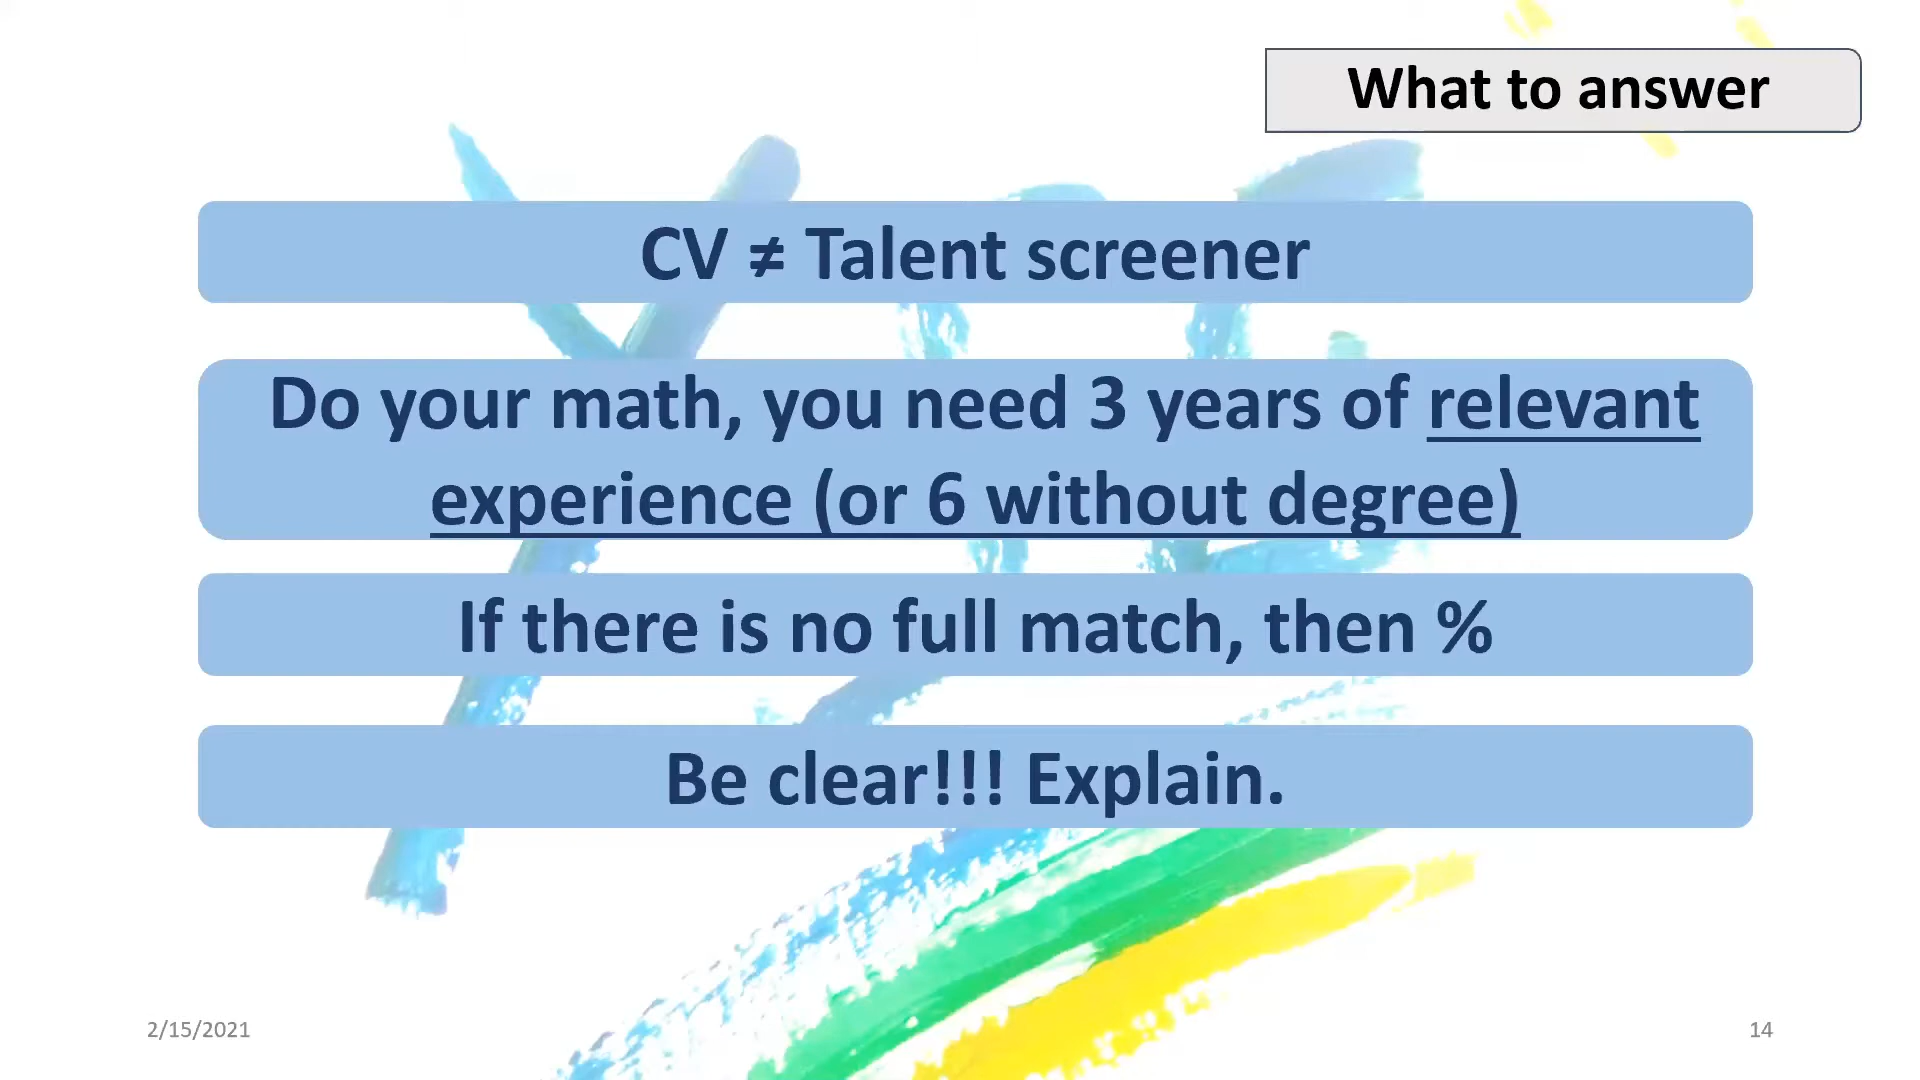 What to answer
CV ≠ Talent screener
Do your math, you need 3 years of relevant
experience (or 6 without degree)
If there is no full match, then %
Be clear!!! Explain.
2/15/2021
14